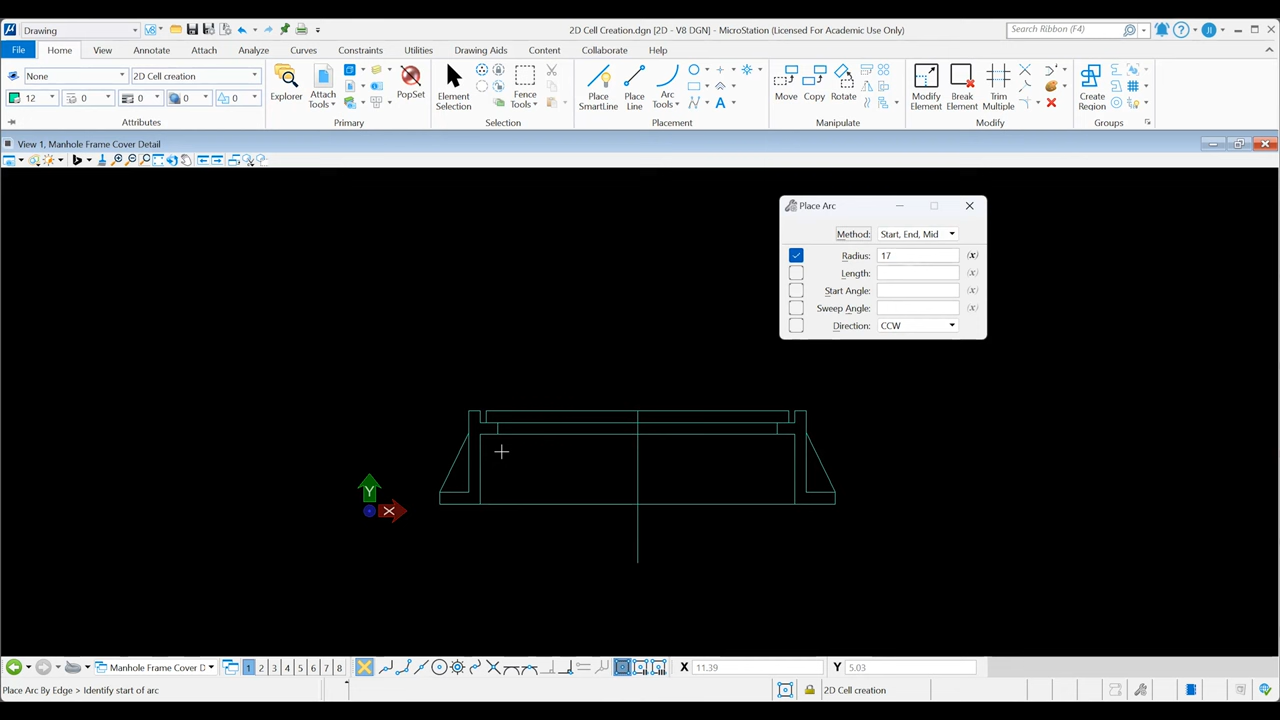 Drawing
2D Cell Creation.dgn [2D - V8 DGN] - MicroStation (Licensed For Academic Use Only)
Search Ribbon (F4)
JI
File Home View Annotate Attach Analyze Curves Constraints Utilities Drawing Aids Content Collaborate Help
None
2D Cell creation
12 0 0 0 0
Attributes
Explorer
Attach Tools
PopSet
Primary
Element Selection
Fence Tools
Selection
Place SmartLine
Place Line
Arc Tools
Placement
Move
Copy
Rotate
Manipulate
Modify Element
Break Element
Trim Multiple
Modify
Create Region
Groups
View 1, Manhole Frame Cover Detail
Place Arc
Method: Start, End, Mid
Radius: 17
Length:
Start Angle:
Sweep Angle:
Direction: CCW
(x)
(x)
(x)
(x)
Y
X
Manhole Frame Cover D
1 2 3 4 5 6 7 8
X 11.39
Y 5.03
Place Arc By Edge > Identify start of arc
2D Cell creation